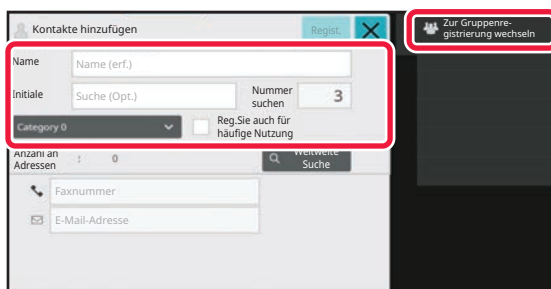 Kontakte hinzufügen
Regist.
Zur Gruppenre-
gistrierung wechseln
Name
Name (erf.)
Initiale
Suche (Opt.)
Nummer
suchen
3
Category 0
Reg.Sie auch für
häufige Nutzung
Anzahl an
Adressen
:
0
Weltweite
Suche
Faxnummer
E-Mail-Adresse